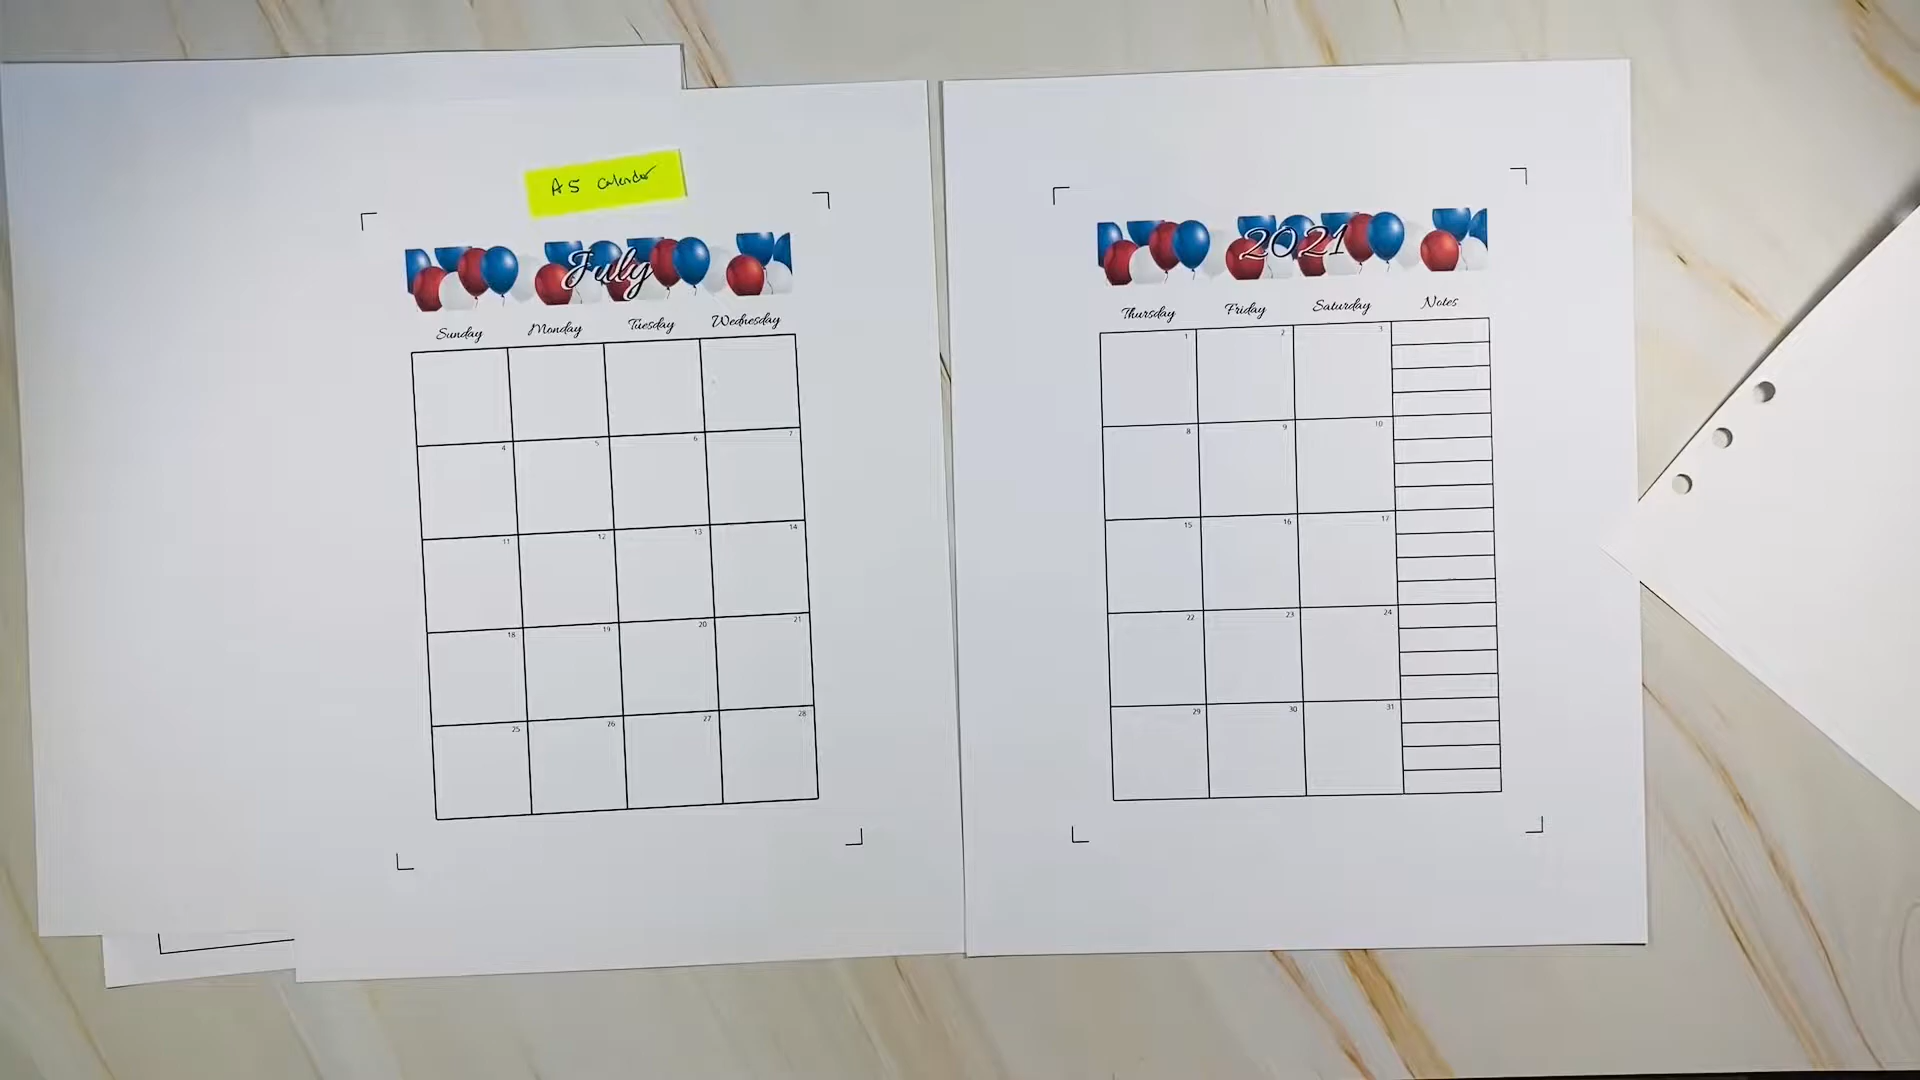 A5 Calendar
July
Sunday Monday Tuesday Wednesday
4 5 6 7
11 12 13 14
18 19 20 21
25 26 27 28
2021
Thursday Friday Saturday Notes
1 2 3
8 9 10
15 16 17
22 23 24
29 30 31